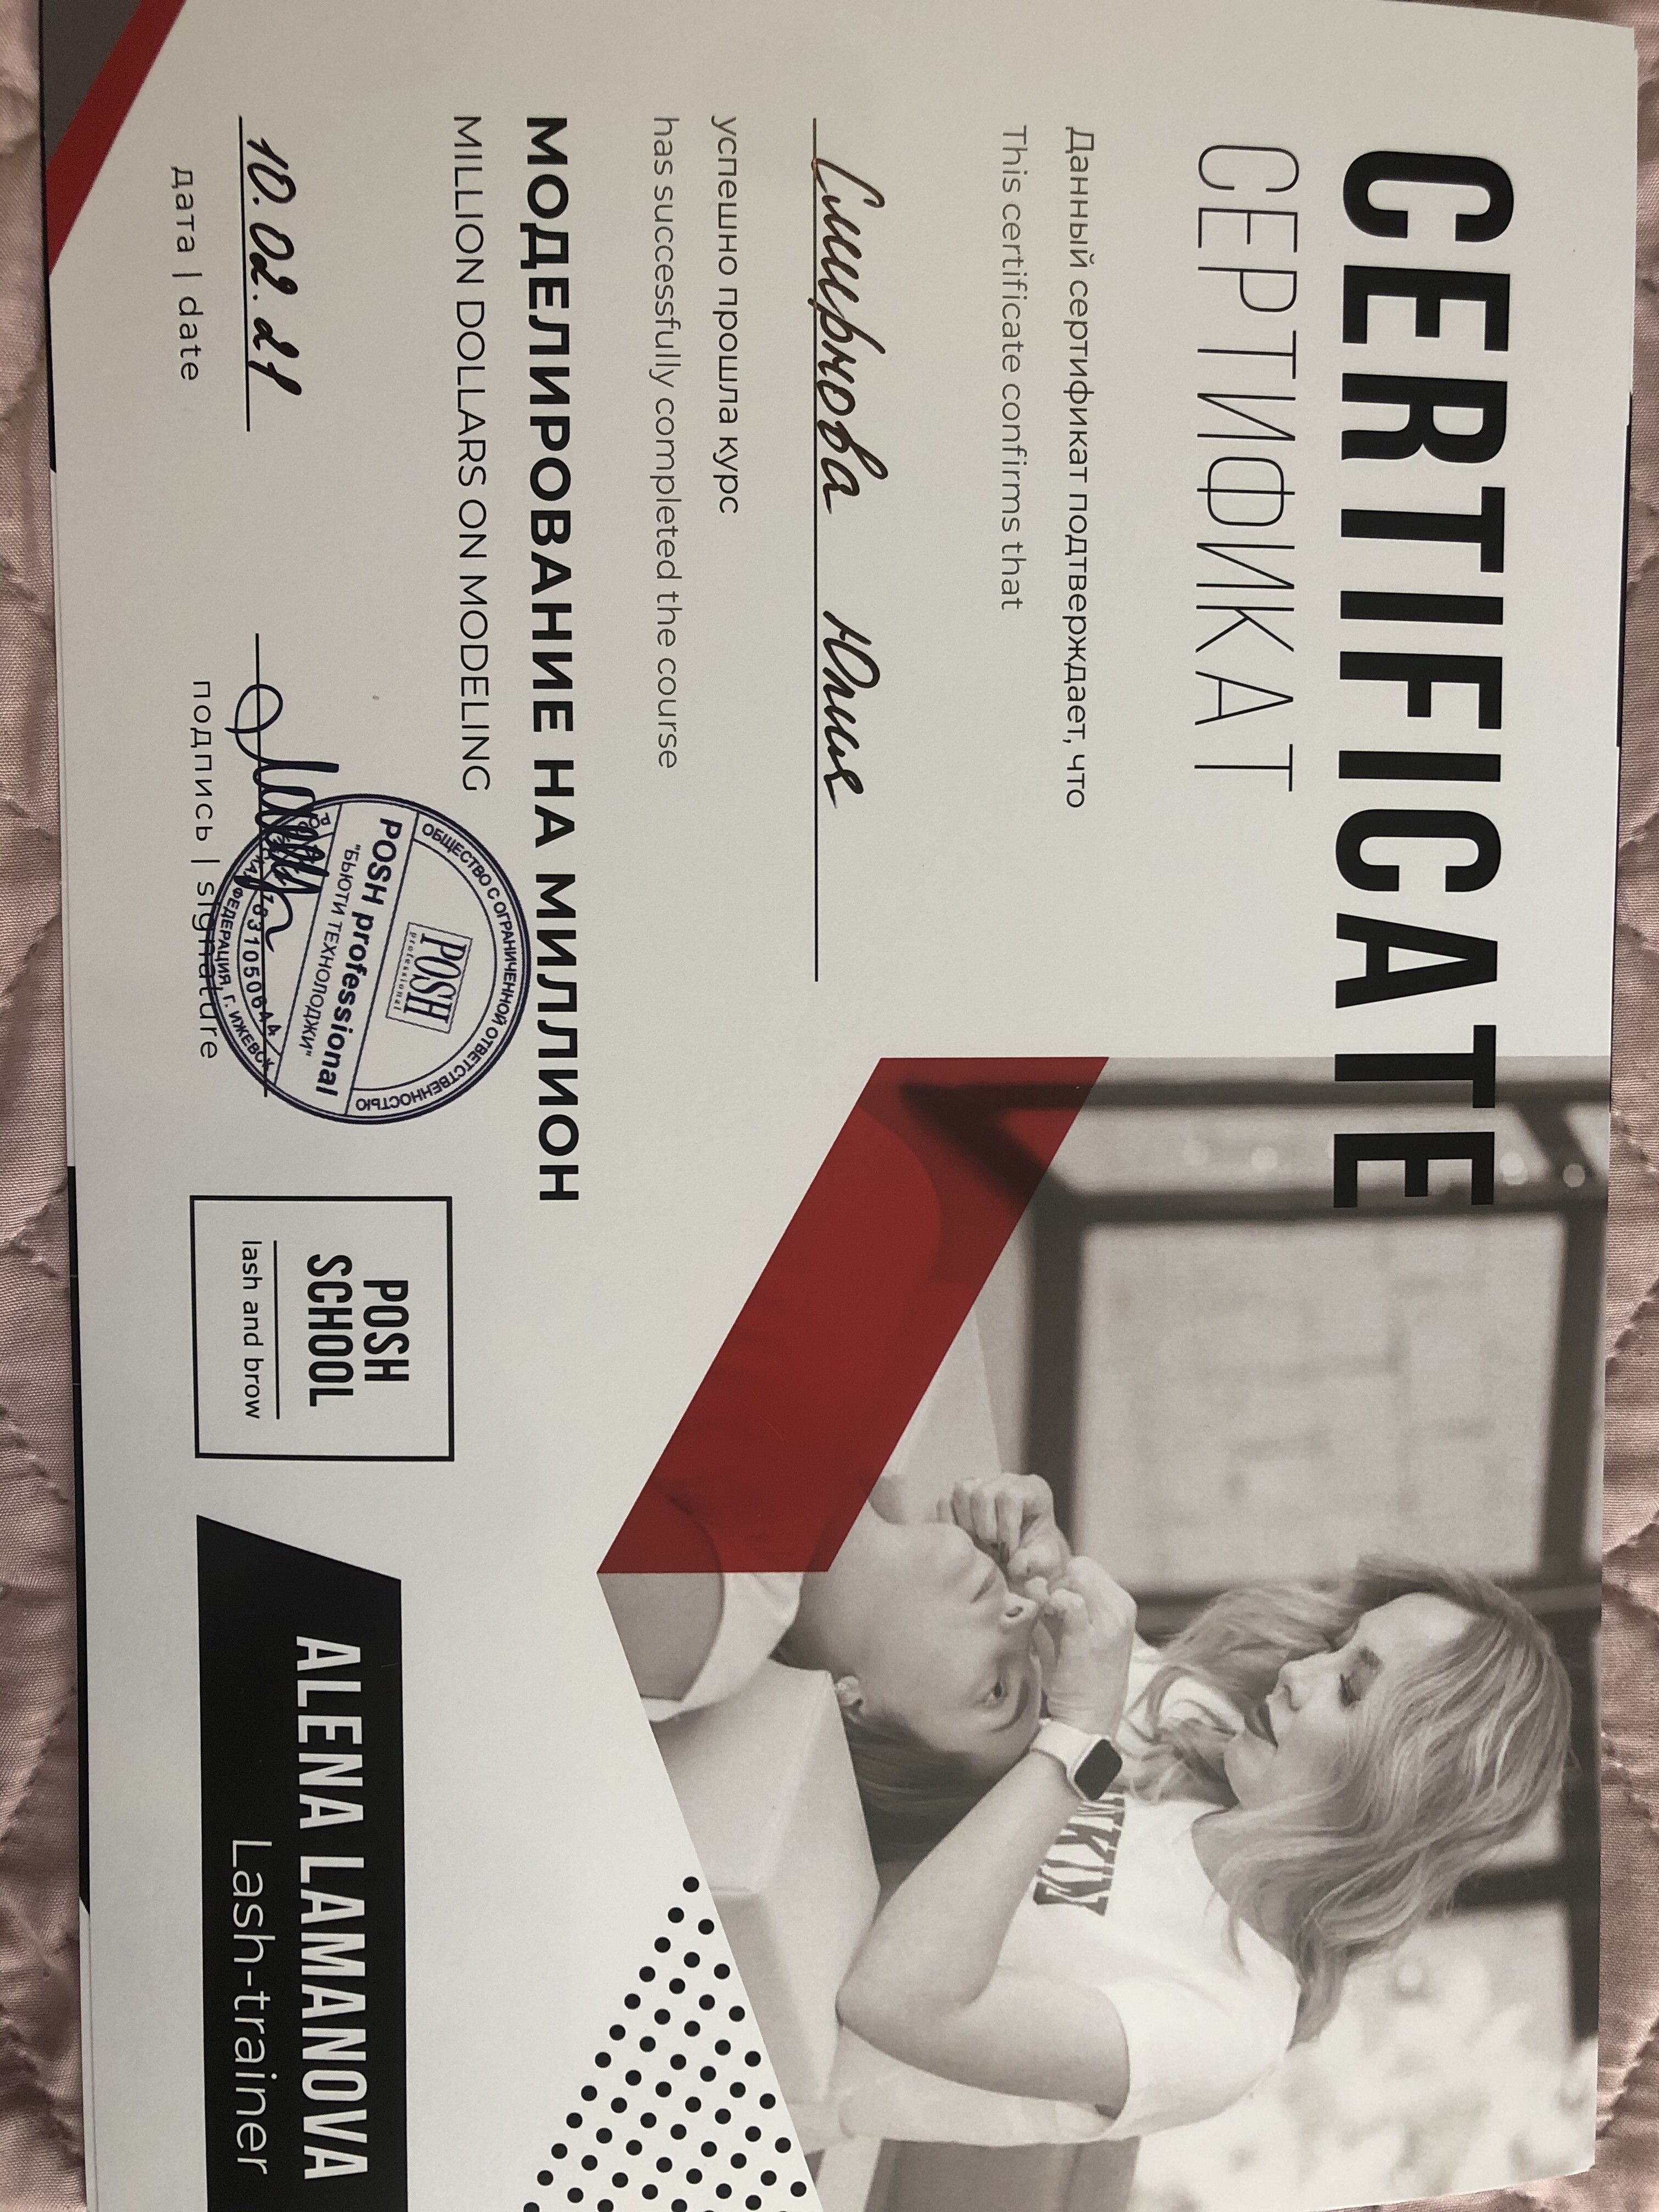 CERTIFICATE
СЕРТИФИКАТ
Данный сертификат подтверждает, что
This certificate confirms that
Смирнова Юлия
успешно прошла курс
has successfully completed the course
МОДЕЛИРОВАНИЕ НА МИЛЛИОН
MILLION DOLLARS ON MODELING
10.02.21
дата | date
подпись | signature
ОБЩЕСТВО С ОГРАНИЧЕННОЙ ОТВЕТСТВЕННОСТЬЮ
POSH
professional
POSH professional
"БЬЮТИ ТЕХНОЛОДЖИ"
ФЕДЕРАЦИЯ, Г. ИЖЕВСК
POSH
SCHOOL
lash and brow
ALENA LAMANOVA
Lash-trainer